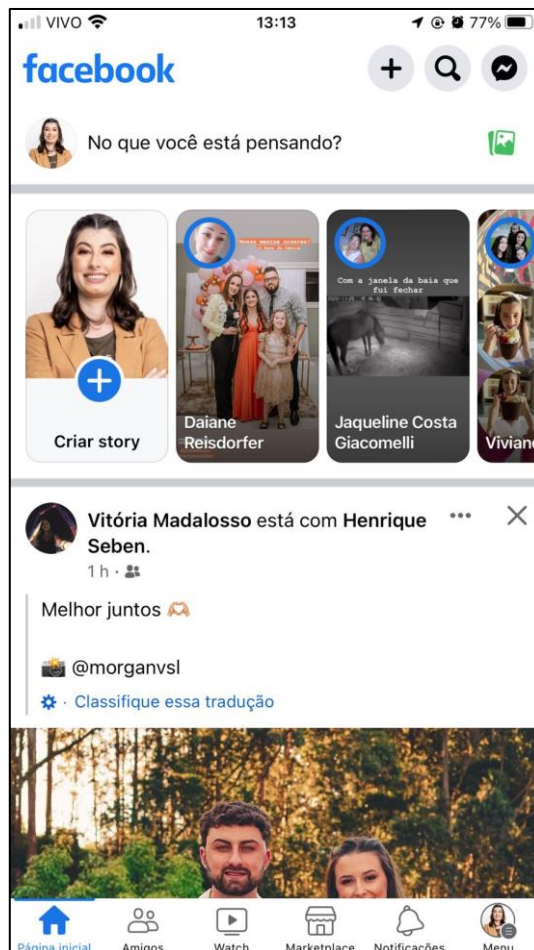 VIVO 13:13 77%
facebook
No que você está pensando?
Com a janela da baia que
fui fechar
Criar story
Daiane
Reisdorfer
Jaqueline Costa
Giacomelli
Vivian
Vitória Madalosso está com Henrique
Seben.
1 h ·
Melhor juntos 🫶🏼
📸 @morganvsl
· Classifique essa tradução
Página inicial Amigos Watch Marketplace Notificações Menu